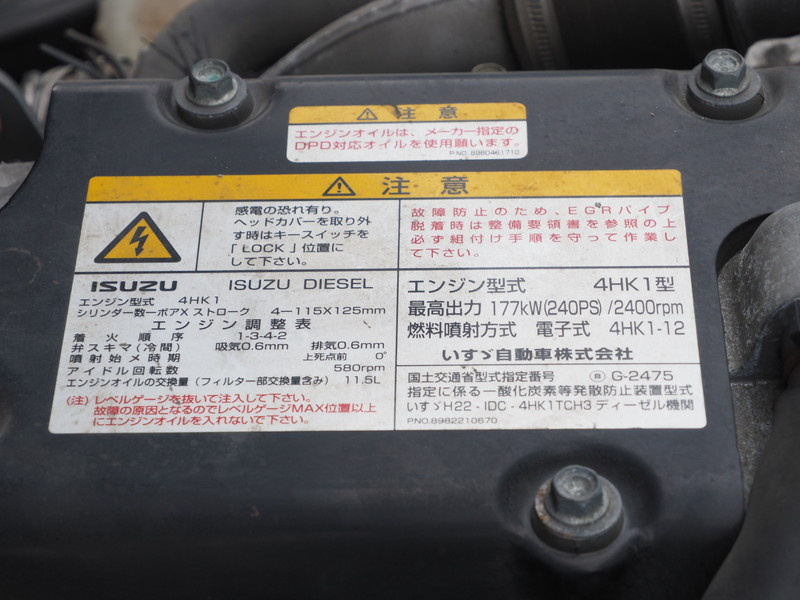 ⚠ 注意
エンジンオイルは、メーカー指定の
DPD対応オイルを使用願います。
P.NO. 8980461710
⚠ 注意
感電の恐れ有り。
ヘッドカバーを取り外
す時はキースイッチを
「LOCK」位置に
して下さい。
故障防止のため、EGRパイプ
脱着時は整備要領書を参照の上
必ず組付け手順を守って作業し
て下さい。
ISUZU ISUZU DIESEL
エンジン型式 4HK1
シリンダー数ーボアX ストローク 4-115X125mm
エンジン調整表
着火順序 1-3-4-2
弁スキマ(冷間) 吸気0.6mm 排気0.6mm
噴射始メ時期 上死点前 0°
アイドル回転数 580rpm
エンジンオイルの交換量(フィルター部交換量含み) 11.5L
(注)レベルゲージを抜いて注入して下さい。
故障の原因となるのでレベルゲージMAX位置以上
にエンジンオイルを入れないで下さい。
エンジン型式 4HK1型
最高出力 177kW(240PS)/2400rpm
燃料噴射方式 電子式 4HK1-12
いすゞ自動車株式会社
国土交通省型式指定番号 G-2475
指定に係る一酸化炭素等発散防止装置型式
いすゞH22-IDC-4HK1TCH3 ディーゼル機関
P.NO.8982210670